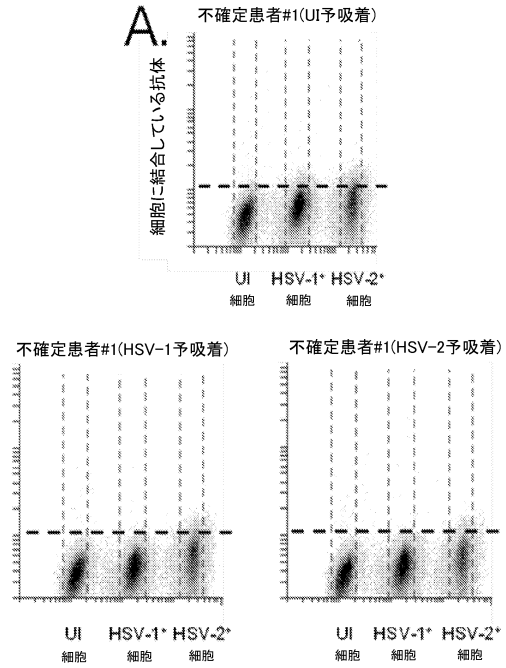 A.
不確定患者#1(UI予吸着)
細胞に結合している抗体
UI HSV-1+ HSV-2+
細胞 細胞 細胞
不確定患者#1(HSV-1予吸着)
UI HSV-1+ HSV-2+
細胞 細胞 細胞
不確定患者#1(HSV-2予吸着)
UI HSV-1+ HSV-2+
細胞 細胞 細胞